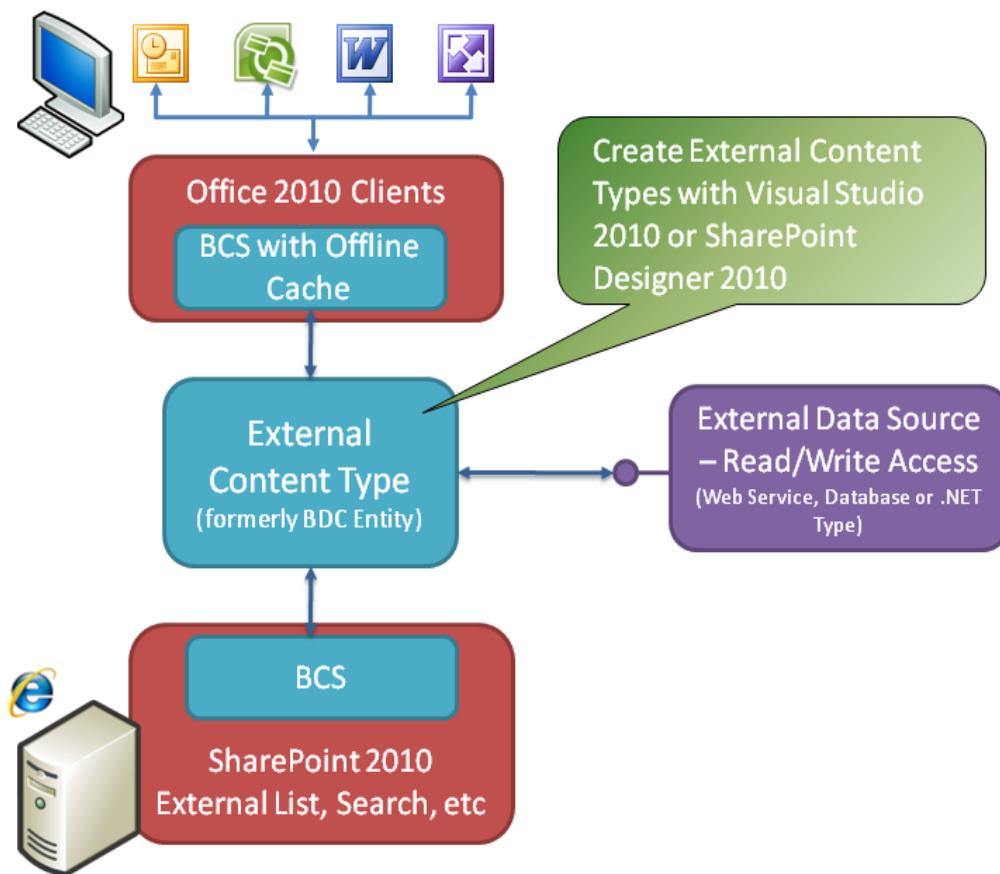 Office 2010 Clients
BCS with Offline
Cache
Create External Content
Types with Visual Studio
2010 or SharePoint
Designer 2010
External
Content Type
(formerly BDC Entity)
External Data Source
– Read/Write Access
(Web Service, Database or .NET
Type)
BCS
SharePoint 2010
External List, Search, etc